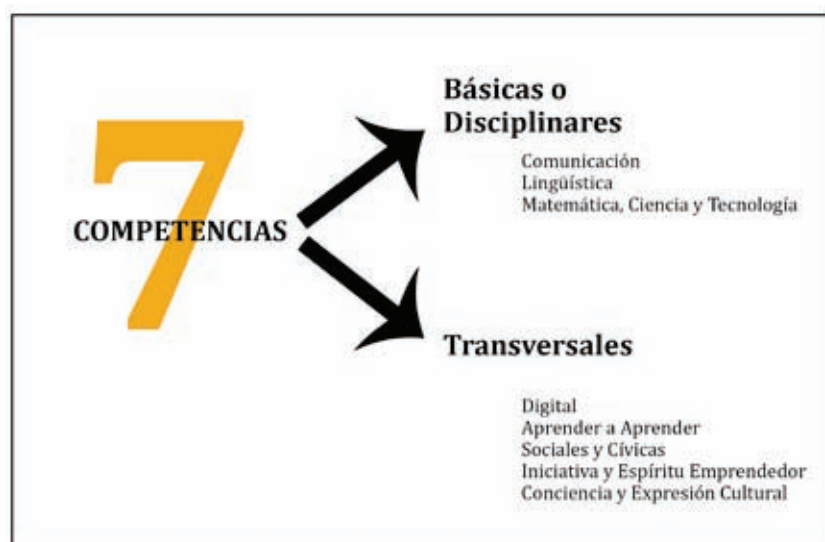 7
COMPETENCIAS
Básicas o
Disciplinares
Comunicación
Lingüística
Matemática, Ciencia y Tecnología
Transversales
Digital
Aprender a Aprender
Sociales y Cívicas
Iniciativa y Espíritu Emprendedor
Conciencia y Expresión Cultural